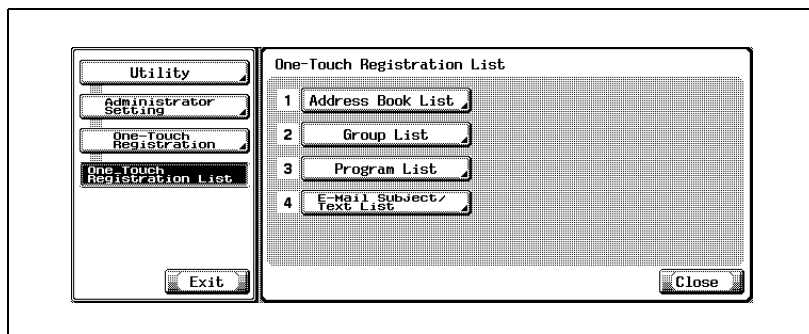 Utility
Administrator
Setting
One-Touch
Registration
One-Touch
Registration List
Exit
One-Touch Registration List
1 Address Book List
2 Group List
3 Program List
4 E-Mail Subject/
Text List
Close